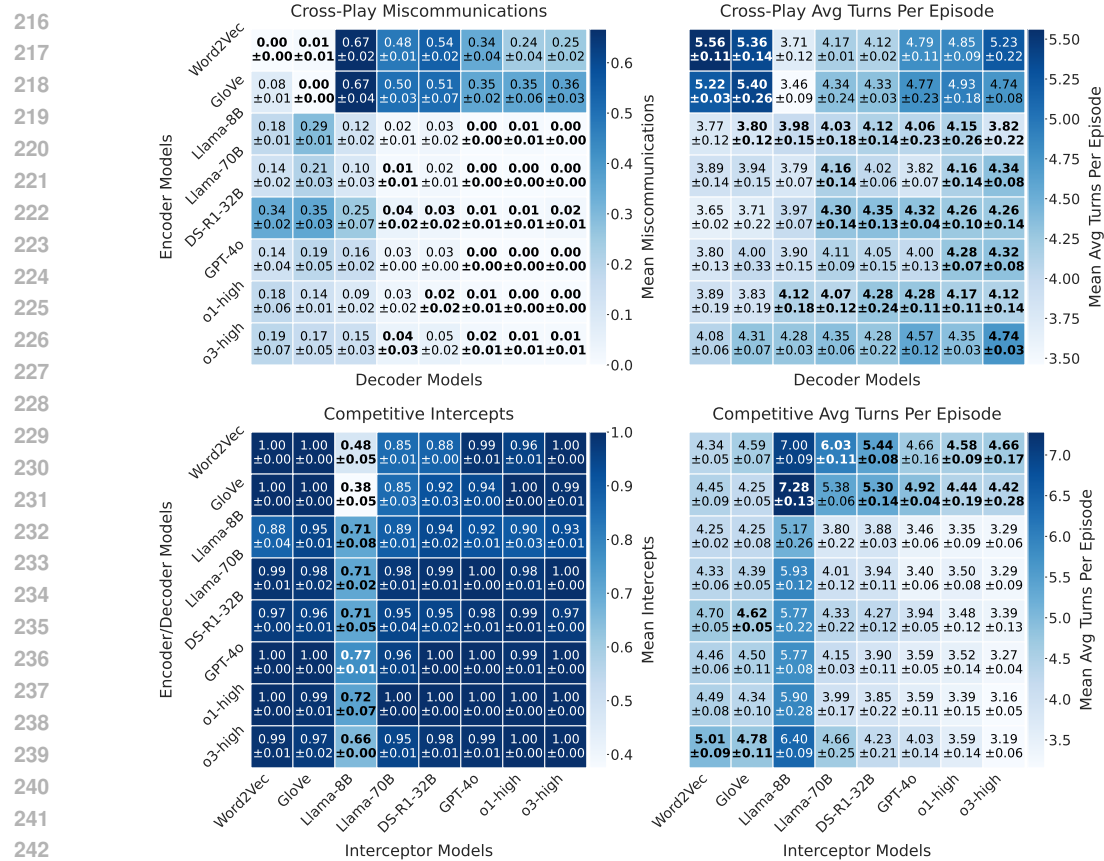 216
217
218
219
220
221
222
223
224
225
226
227
228
229
230
231
232
233
234
235
236
237
238
239
240
241
242
Cross-Play Miscommunications
Encoder Models
Word2Vec
0.00 0.01 0.67 0.48 0.54 0.34 0.24 0.25
±0.00 ±0.01 ±0.02 ±0.01 ±0.02 ±0.04 ±0.04 ±0.02
GloVe
0.08 0.00 0.67 0.50 0.51 0.35 0.35 0.36
±0.01 ±0.00 ±0.04 ±0.03 ±0.07 ±0.02 ±0.06 ±0.03
Llama-8B
0.18 0.29 0.12 0.02 0.03 0.00 0.01 0.00
±0.01 ±0.01 ±0.02 ±0.01 ±0.01 ±0.00 ±0.01 ±0.00
Llama-70B
0.14 0.21 0.10 0.01 0.02 0.00 0.00 0.00
±0.02 ±0.03 ±0.03 ±0.01 ±0.01 ±0.00 ±0.00 ±0.00
DS-R1-32B
0.34 0.35 0.25 0.04 0.03 0.01 0.01 0.02
±0.02 ±0.03 ±0.07 ±0.02 ±0.02 ±0.01 ±0.01 ±0.01
GPT-4o
0.14 0.19 0.16 0.03 0.03 0.00 0.00 0.00
±0.04 ±0.05 ±0.02 ±0.00 ±0.00 ±0.00 ±0.00 ±0.00
o1-high
0.18 0.14 0.09 0.03 0.02 0.01 0.00 0.00
±0.06 ±0.01 ±0.02 ±0.02 ±0.02 ±0.00 ±0.00 ±0.00
o3-high
0.19 0.17 0.15 0.04 0.05 0.02 0.01 0.01
±0.07 ±0.05 ±0.03 ±0.03 ±0.02 ±0.01 ±0.01 ±0.01
Decoder Models
0.6
0.5
0.4
0.3
0.2
0.1
0.0
Mean Miscommunications
Cross-Play Avg Turns Per Episode
5.56 5.36 3.71 4.17 4.12 4.79 4.85 5.23
±0.11 ±0.14 ±0.12 ±0.01 ±0.02 ±0.11 ±0.09 ±0.22
5.22 5.40 3.46 4.34 4.33 4.77 4.93 4.74
±0.03 ±0.26 ±0.09 ±0.24 ±0.03 ±0.23 ±0.18 ±0.08
3.77 3.80 3.98 4.03 4.12 4.06 4.15 3.82
±0.04 ±0.12 ±0.15 ±0.18 ±0.14 ±0.23 ±0.26 ±0.22
3.89 3.94 3.79 4.16 4.02 3.82 4.16 4.34
±0.14 ±0.15 ±0.07 ±0.14 ±0.06 ±0.07 ±0.14 ±0.08
3.65 3.71 3.97 4.30 4.35 4.32 4.26 4.26
±0.02 ±0.22 ±0.07 ±0.14 ±0.13 ±0.04 ±0.10 ±0.14
3.80 4.00 3.90 4.11 4.05 4.00 4.28 4.32
±0.13 ±0.33 ±0.15 ±0.09 ±0.15 ±0.13 ±0.07 ±0.08
3.89 3.83 4.12 4.07 4.28 4.28 4.17 4.12
±0.19 ±0.19 ±0.18 ±0.12 ±0.24 ±0.11 ±0.11 ±0.14
4.08 4.31 4.28 4.35 4.28 4.57 4.35 4.74
±0.06 ±0.07 ±0.03 ±0.06 ±0.22 ±0.12 ±0.03 ±0.03
Decoder Models
5.50
5.25
5.00
4.75
4.50
4.25
4.00
3.75
3.50
Mean Avg Turns Per Episode
Competitive Intercepts
Encoder/Decoder Models
Word2Vec
1.00 1.00 0.48 0.85 0.88 0.99 0.96 1.00
±0.00 ±0.00 ±0.05 ±0.01 ±0.00 ±0.01 ±0.01 ±0.00
GloVe
1.00 1.00 0.38 0.85 0.92 0.94 1.00 0.99
±0.00 ±0.00 ±0.05 ±0.03 ±0.03 ±0.02 ±0.00 ±0.01
Llama-8B
0.88 0.95 0.71 0.89 0.94 0.92 0.90 0.93
±0.04 ±0.01 ±0.08 ±0.01 ±0.02 ±0.01 ±0.03 ±0.01
Llama-70B
0.99 0.98 0.71 0.99 0.99 1.00 0.98 1.00
±0.01 ±0.02 ±0.02 ±0.01 ±0.01 ±0.00 ±0.01 ±0.00
DS-R1-32B
0.97 0.96 0.71 0.95 0.95 0.98 0.99 0.97
±0.00 ±0.01 ±0.05 ±0.04 ±0.02 ±0.01 ±0.00 ±0.01
GPT-4o
1.00 1.00 0.77 0.96 1.00 1.00 0.99 1.00
±0.00 ±0.00 ±0.01 ±0.01 ±0.00 ±0.00 ±0.01 ±0.00
o1-high
1.00 0.99 0.72 1.00 1.00 1.00 1.00 1.00
±0.00 ±0.01 ±0.07 ±0.00 ±0.00 ±0.00 ±0.00 ±0.00
o3-high
0.99 0.97 0.66 0.95 0.98 0.99 1.00 1.00
±0.01 ±0.02 ±0.00 ±0.01 ±0.01 ±0.01 ±0.00 ±0.00
Word2Vec
GloVe
Llama-8B
Llama-70B
DS-R1-32B
GPT-4o
o1-high
o3-high
Interceptor Models
1.0
0.9
0.8
0.7
0.6
0.5
0.4
Mean Intercepts
Competitive Avg Turns Per Episode
4.34 4.59 7.00 6.03 5.44 4.66 4.58 4.66
±0.05 ±0.07 ±0.09 ±0.11 ±0.08 ±0.16 ±0.09 ±0.17
4.45 4.25 7.28 5.38 5.30 4.92 4.44 4.42
±0.09 ±0.05 ±0.13 ±0.06 ±0.14 ±0.04 ±0.19 ±0.28
4.25 4.25 5.17 3.80 3.88 3.46 3.35 3.29
±0.02 ±0.08 ±0.26 ±0.22 ±0.03 ±0.06 ±0.09 ±0.06
4.33 4.39 5.93 4.01 3.94 3.40 3.28 3.29
±0.06 ±0.05 ±0.12 ±0.12 ±0.11 ±0.06 ±0.08 ±0.09
4.70 4.62 5.77 4.33 4.27 3.94 3.48 3.39
±0.05 ±0.05 ±0.22 ±0.22 ±0.12 ±0.05 ±0.12 ±0.13
4.46 4.50 5.77 4.15 3.90 3.59 3.52 3.27
±0.06 ±0.11 ±0.08 ±0.03 ±0.11 ±0.12 ±0.14 ±0.04
4.49 4.34 5.90 3.99 3.85 3.59 3.39 3.16
±0.08 ±0.10 ±0.28 ±0.17 ±0.22 ±0.11 ±0.15 ±0.05
5.01 4.78 6.40 4.66 4.23 4.03 3.59 3.19
±0.09 ±0.11 ±0.09 ±0.25 ±0.21 ±0.14 ±0.14 ±0.06
Word2Vec
GloVe
Llama-8B
Llama-70B
DS-R1-32B
GPT-4o
o1-high
o3-high
Interceptor Models
7.0
6.5
6.0
5.5
5.0
4.5
4.0
3.5
Mean Avg Turns Per Episode